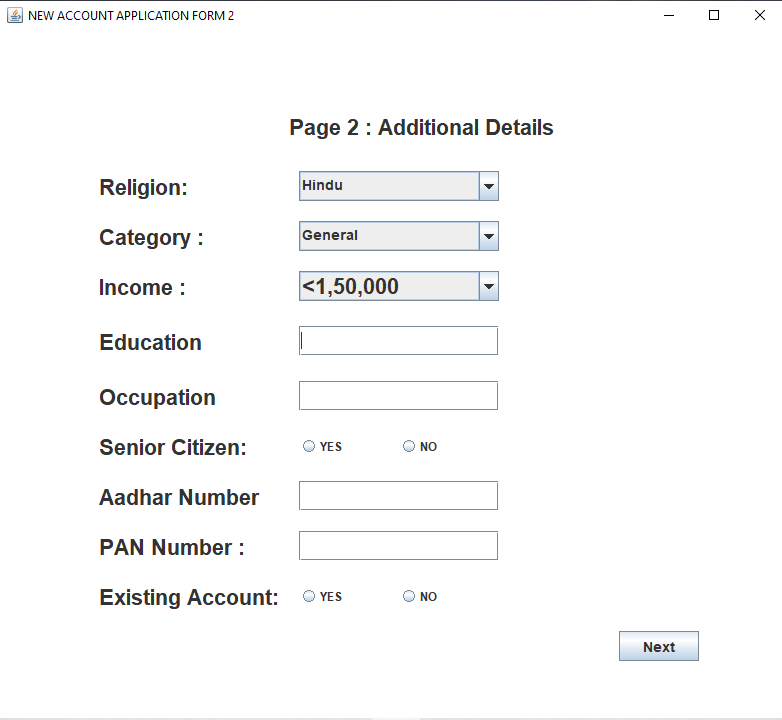 NEW ACCOUNT APPLICATION FORM 2
Page 2 : Additional Details
Religion: Hindu
Category : General
Income : <1,50,000
Education
Occupation
Senior Citizen: YES NO
Aadhar Number
PAN Number :
Existing Account: YES NO
Next